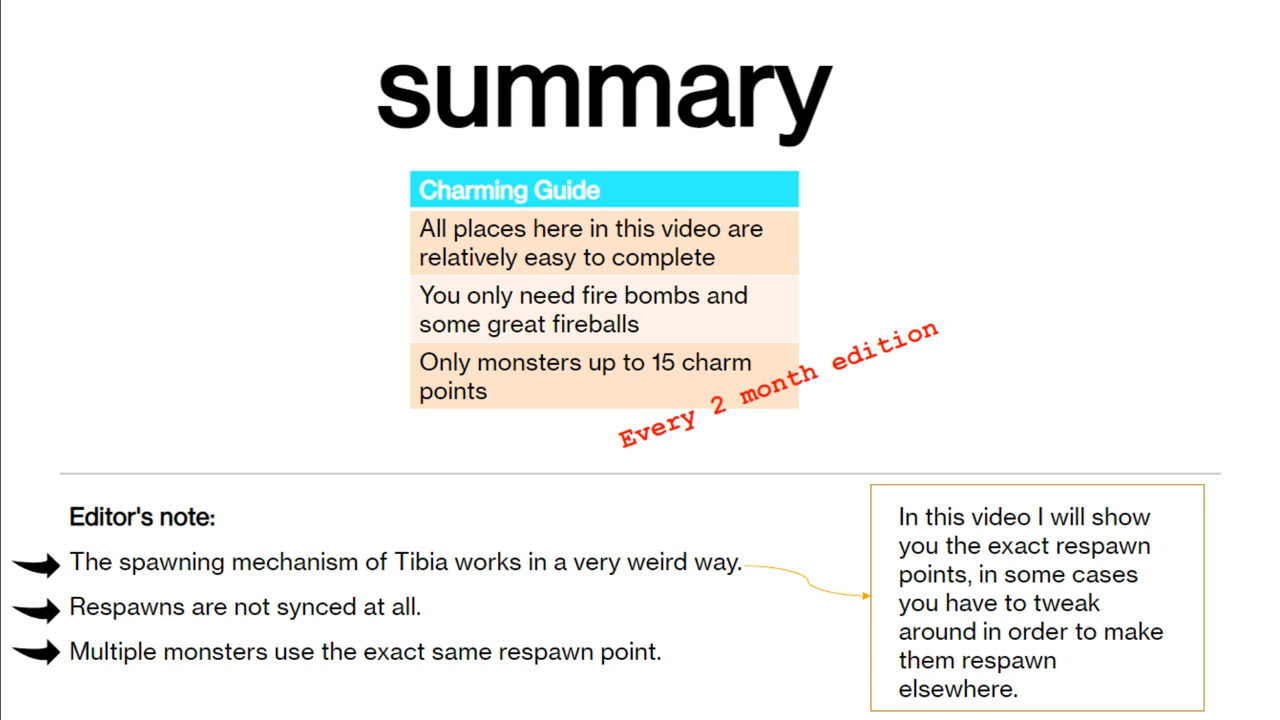 summary
Charming Guide
All places here in this video are
relatively easy to complete
You only need fire bombs and
some great fireballs
Only monsters up to 15 charm
points
Every 2 month edition
Editor's note:
The spawning mechanism of Tibia works in a very weird way.
Respawns are not synced at all.
Multiple monsters use the exact same respawn point.
In this video I will show
you the exact respawn
points, in some cases
you have to tweak
around in order to make
them respawn
elsewhere.